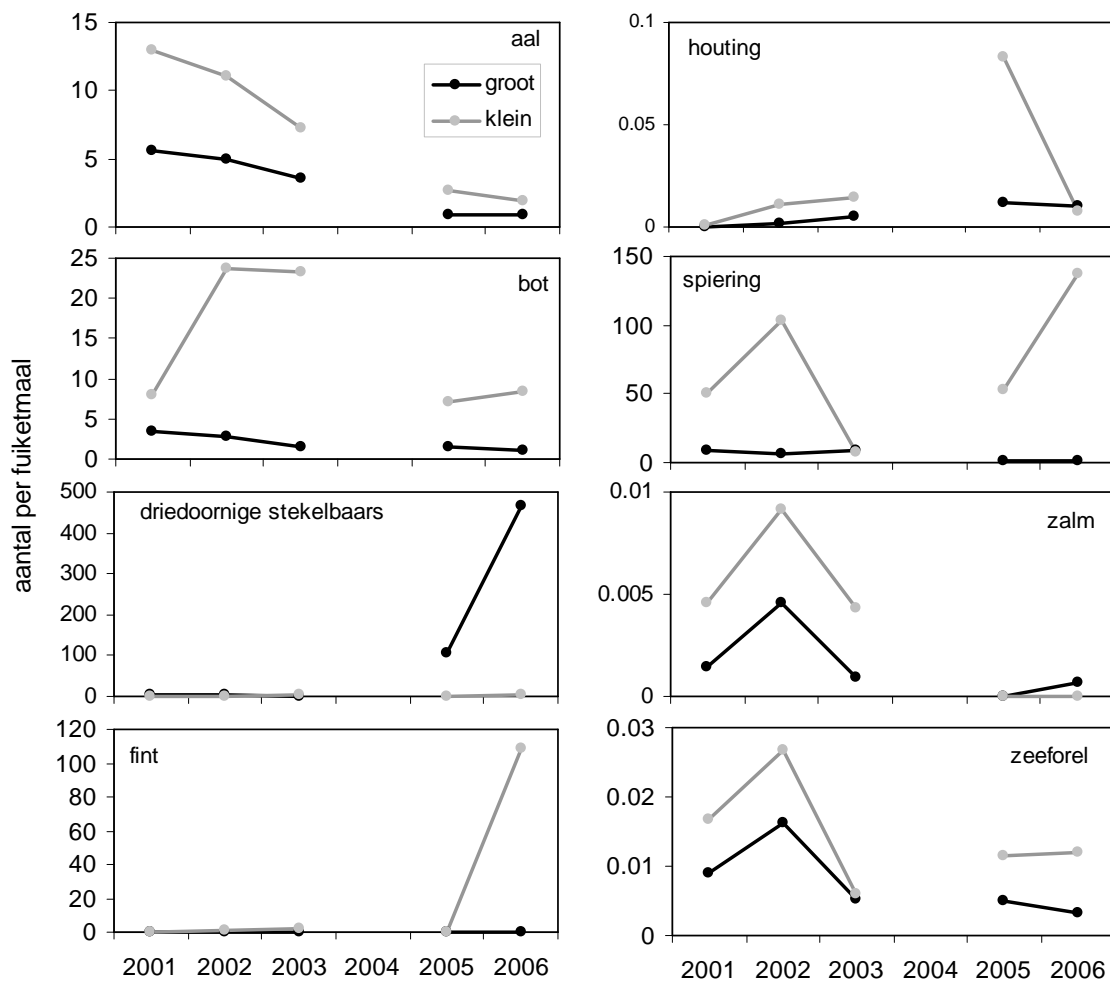 aantal per fuiketmaal
15
10
5
0
aal
groot
klein
0.1
0.05
0
houting
25
20
15
10
5
0
bot
150
100
50
0
spiering
500
400
300
200
100
0
driedoornige stekelbaars
0.01
0.005
0
zalm
120
100
80
60
40
20
0
fint
2001 2002 2003 2004 2005 2006
0.03
0.02
0.01
0
zeeforel
2001 2002 2003 2004 2005 2006